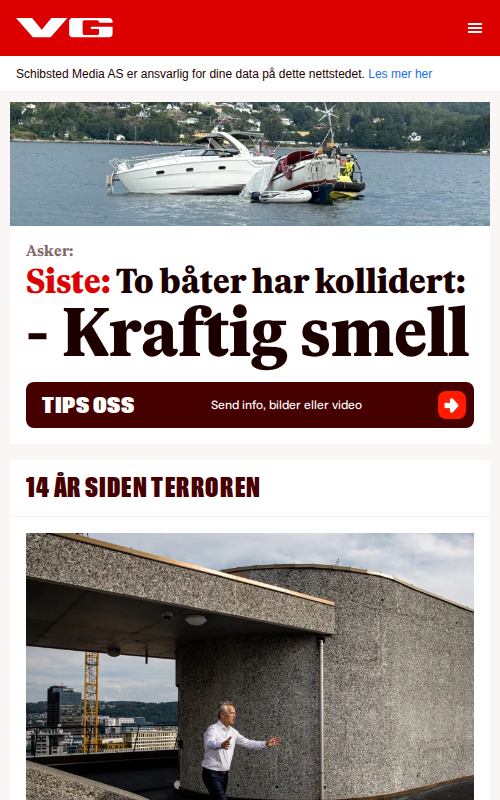 VG
Schibsted Media AS er ansvarlig for dine data på dette nettstedet. Les mer her
Asker:
Siste: To båter har kollidert:
- Kraftig smell
TIPS OSS
Send info, bilder eller video
14 ÅR SIDEN TERROREN